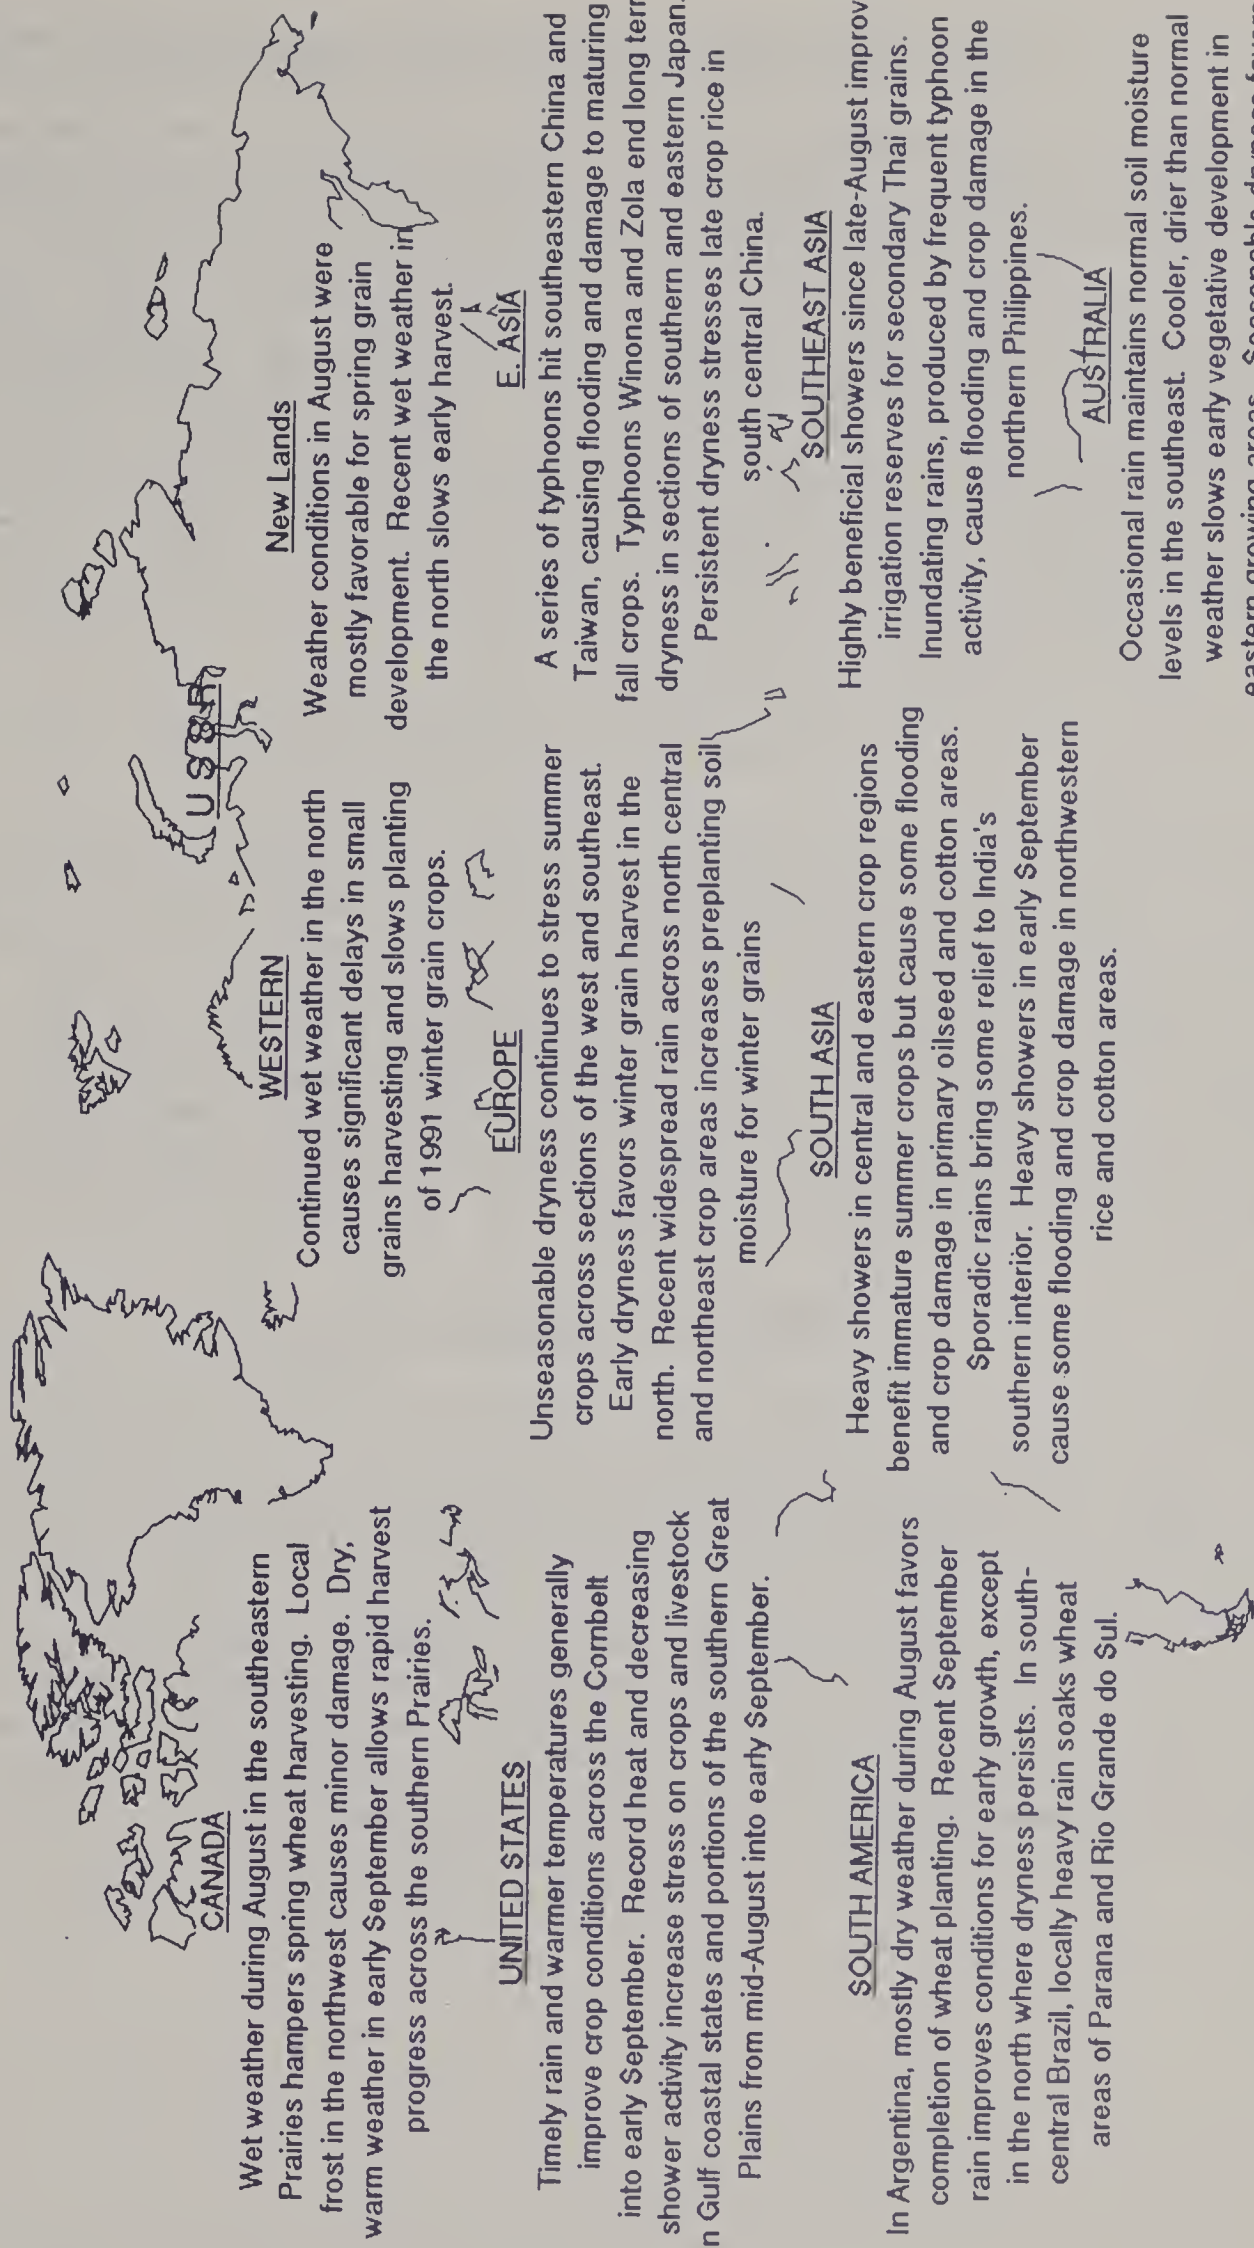 CANADA
Wet weather during August in the southeastern
Prairies hampers spring wheat harvesting. Local
frost in the northwest causes minor damage. Dry,
warm weather in early September allows rapid harvest
progress across the southern Prairies.
UNITED STATES
Timely rain and warmer temperatures generally
improve crop conditions across the Cornbelt
into early September. Record heat and decreasing
shower activity increase stress on crops and livestock
n Gulf coastal states and portions of the southern Great
Plains from mid-August into early September.
SOUTH AMERICA
In Argentina, mostly dry weather during August favors
completion of wheat planting. Recent September
rain improves conditions for early growth, except
in the north where dryness persists. In south-
central Brazil, locally heavy rain soaks wheat
areas of Parana and Rio Grande do Sul.
USSR
WESTERN
Continued wet weather in the north
causes significant delays in small
grains harvesting and slows planting
of 1991 winter grain crops.
EUROPE
Unseasonable dryness continues to stress summer
crops across sections of the west and southeast.
Early dryness favors winter grain harvest in the
north. Recent widespread rain across north central
and northeast crop areas increases preplanting soil
moisture for winter grains
SOUTH ASIA
Heavy showers in central and eastern crop regions
benefit immature summer crops but cause some flooding
and crop damage in primary oilseed and cotton areas.
Sporadic rains bring some relief to India's
southern interior. Heavy showers in early September
cause some flooding and crop damage in northwestern
rice and cotton areas.
New Lands
Weather conditions in August were
mostly favorable for spring grain
development. Recent wet weather in
the north slows early harvest.
E. ASIA
A series of typhoons hit southeastern China and
Taiwan, causing flooding and damage to maturing
fall crops. Typhoons Winona and Zola end long
dryness in sections of southern and eastern Japan.
Persistent dryness stresses late crop rice in
south central China.
SOUTHEAST ASIA
Highly beneficial showers since late-August improv
irrigation reserves for secondary Thai grains.
Inundating rains, produced by frequent typhoon
activity, cause flooding and crop damage in the
northern Philippines.
AUSTRALIA
Occasional rain maintains normal soil moisture
levels in the southeast. Cooler, drier than normal
weather slows early vegetative development in
eastern growing areas.